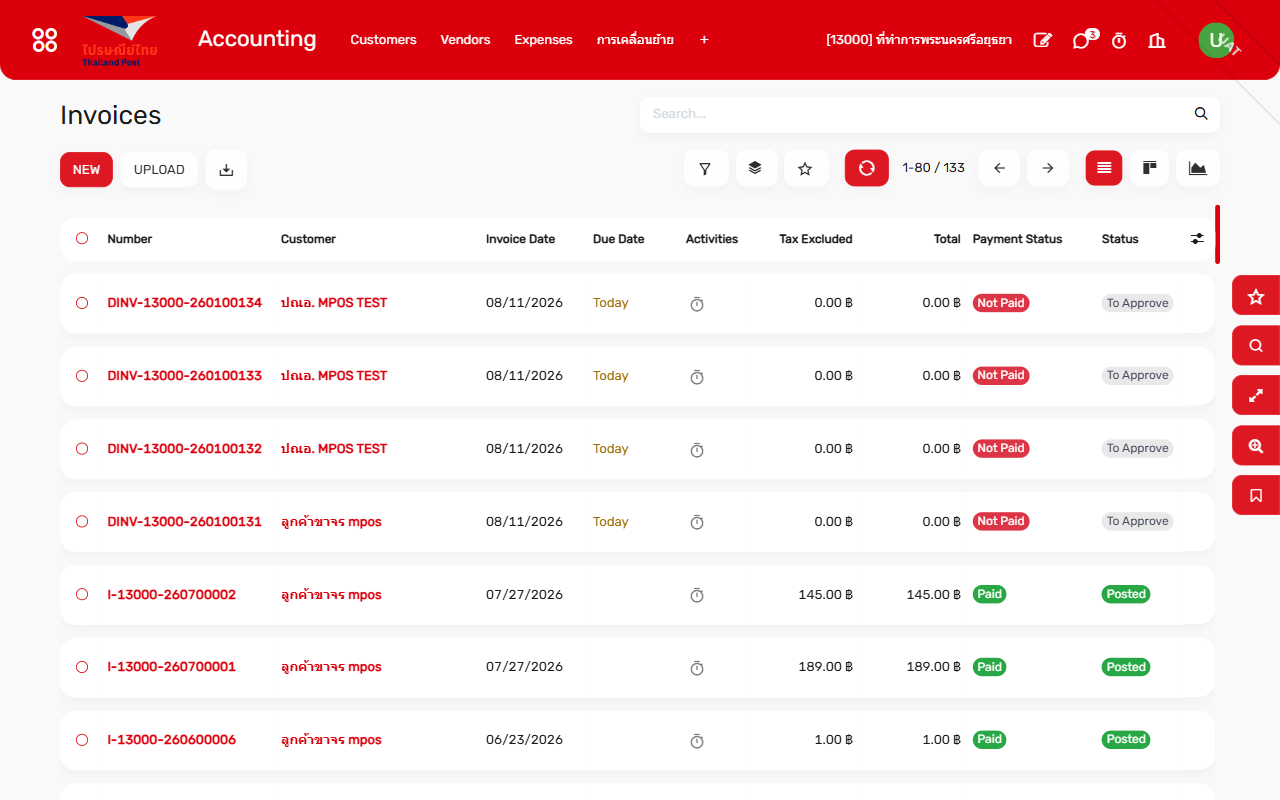 ไปรษณีย์ไทย
Thailand Post
Accounting
Customers
Vendors
Expenses
การเคลื่อนย้าย
+
[13000] ที่ทำการพระนครศรีอยุธยา
3
U
UAT
Invoices
Search...
NEW
UPLOAD
1-80 / 133
Number Customer Invoice Date Due Date Activities Tax Excluded Total Payment Status Status
DINV-13000-260100134 ปณอ. MPOS TEST 08/11/2026 Today 0.00 ฿ 0.00 ฿ Not Paid To Approve
DINV-13000-260100133 ปณอ. MPOS TEST 08/11/2026 Today 0.00 ฿ 0.00 ฿ Not Paid To Approve
DINV-13000-260100132 ปณอ. MPOS TEST 08/11/2026 Today 0.00 ฿ 0.00 ฿ Not Paid To Approve
DINV-13000-260100131 ลูกค้าขาจร mpos 08/11/2026 Today 0.00 ฿ 0.00 ฿ Not Paid To Approve
I-13000-260700002 ลูกค้าขาจร mpos 07/27/2026 145.00 ฿ 145.00 ฿ Paid Posted
I-13000-260700001 ลูกค้าขาจร mpos 07/27/2026 189.00 ฿ 189.00 ฿ Paid Posted
I-13000-260600006 ลูกค้าขาจร mpos 06/23/2026 1.00 ฿ 1.00 ฿ Paid Posted